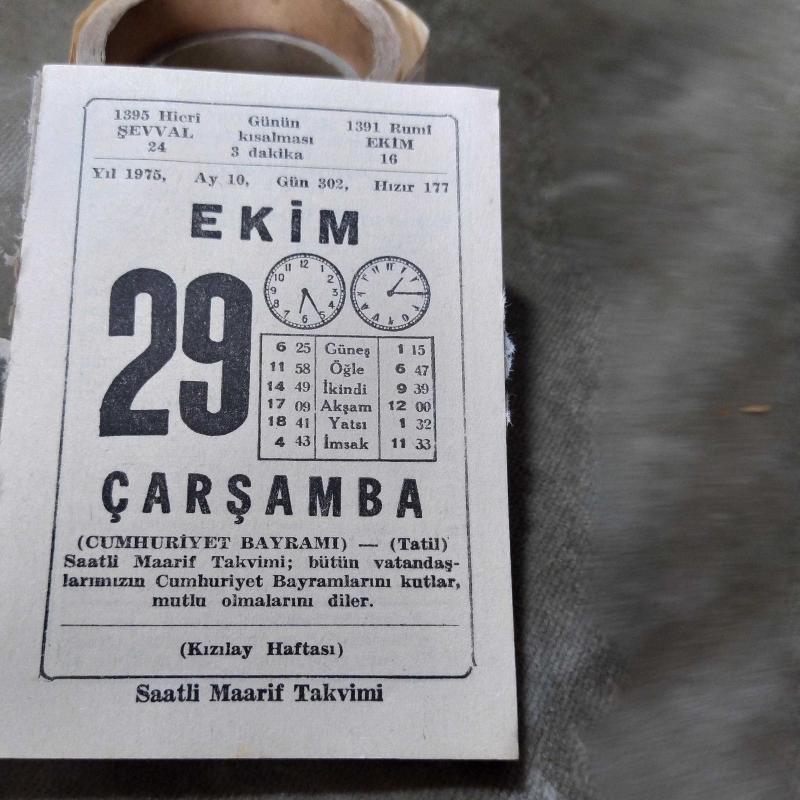 1395 Hicrî Günün 1391 Rumî
ŞEVVAL kısalması EKİM
24 3 dakika 16
Yıl 1975, Ay 10, Gün 302, Hızır 177
EKİM
29
6 25 Güneş 1 15
11 58 Öğle 6 47
14 49 İkindi 9 39
17 09 Akşam 12 00
18 41 Yatsı 1 32
4 43 İmsak 11 33
ÇARŞAMBA
(CUMHURİYET BAYRAMI) — (Tatil)
Saatli Maarif Takvimi; bütün vatandaş-
larımızın Cumhuriyet Bayramlarını kutlar,
mutlu olmalarını diler.
(Kızılay Haftası)
Saatli Maarif Takvimi